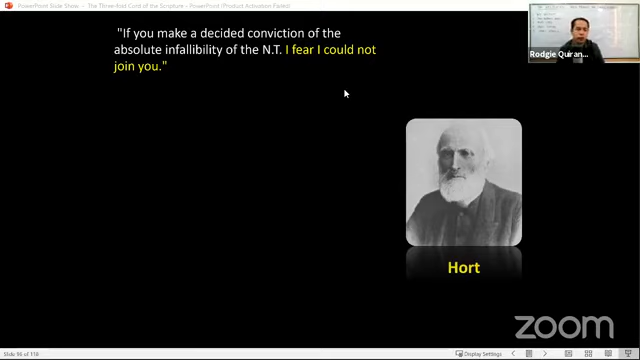 PowerPoint Slide Show - The Three-fold Cord of the Scripture - PowerPoint (Product Activation Failed)
"If you make a decided conviction of the
absolute infallibility of the N.T. I fear I could not
join you."
Rodgie Quiran...
Hort
zoom
Slide 96 of 118
Display Settings